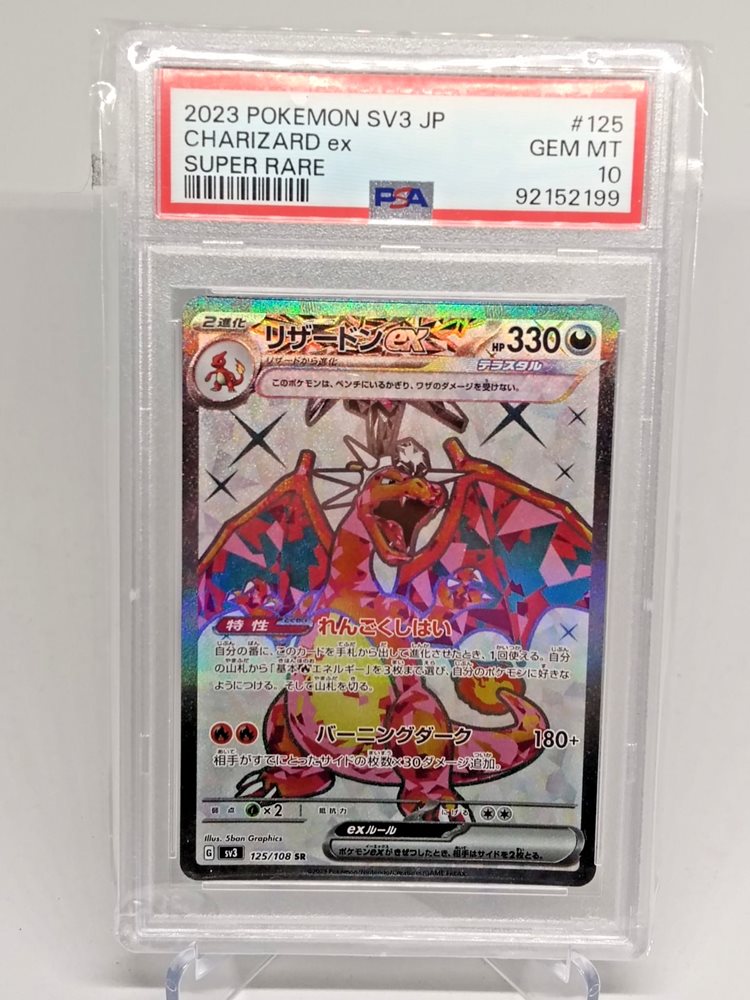 2023 POKEMON SV3 JP #125
CHARIZARD ex GEM MT
SUPER RARE 10
PSA 92152199
2進化 リザードンex HP330
リザードから進化 テラスタル
このポケモンは、ベンチにいるかぎり、ワザのダメージを受けない。
特性 れんごくしはい
自分の番に、このカードを手札から出して進化させたとき、1回使える。自分
の山札から「基本エネルギー」を3枚まで選び、自分のポケモンに好きな
ようにつける。そして山札を切る。
バーニングダーク 180+
相手がすでにとったサイドの枚数×30ダメージ追加。
弱点 ×2 抵抗力 にげる
exルール
ポケモンexがきぜつしたとき、相手はサイドを2枚とる。
Illus. 5ban Graphics
G sv3 125/108 SR
©2023 Pokémon/Nintendo/Creatures/GAME FREAK